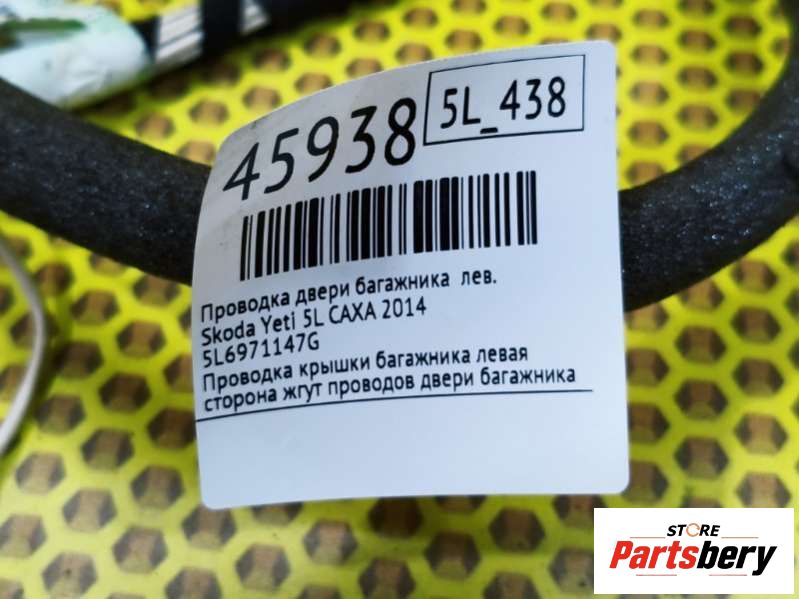 45938
5L_438
Проводка двери багажника лев.
Skoda Yeti 5L CAXA 2014
5L6971147G
Проводка крышки багажника левая
сторона жгут проводов двери багажника
STORE
Partsbery